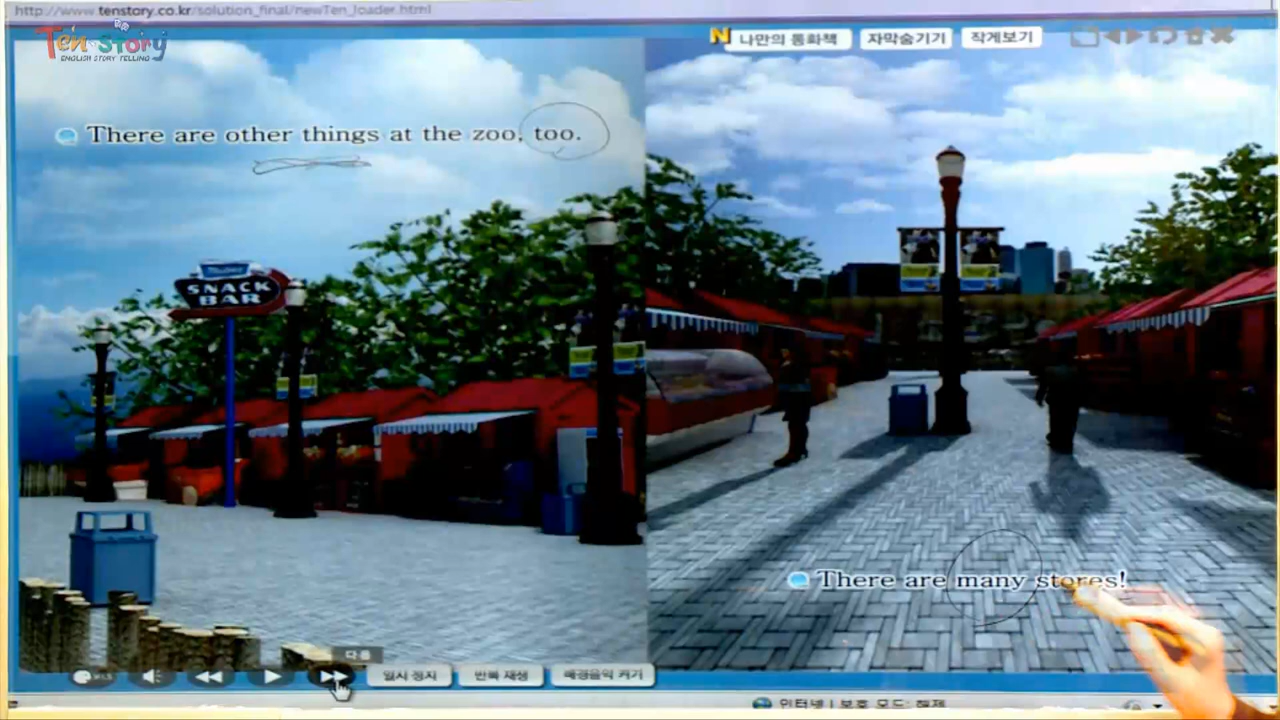 http://www.tenstory.co.kr/solution_final/newTen_loader.html
Ten Story
ENGLISH STORY TELLING
나만의 동화책
자막숨기기
작게보기
There are other things at the zoo, too.
SNACK
BAR
There are many stores!
다음
일시 정지
반복 재생
배경음악 켜기
인터넷 | 보호 모드: 해제